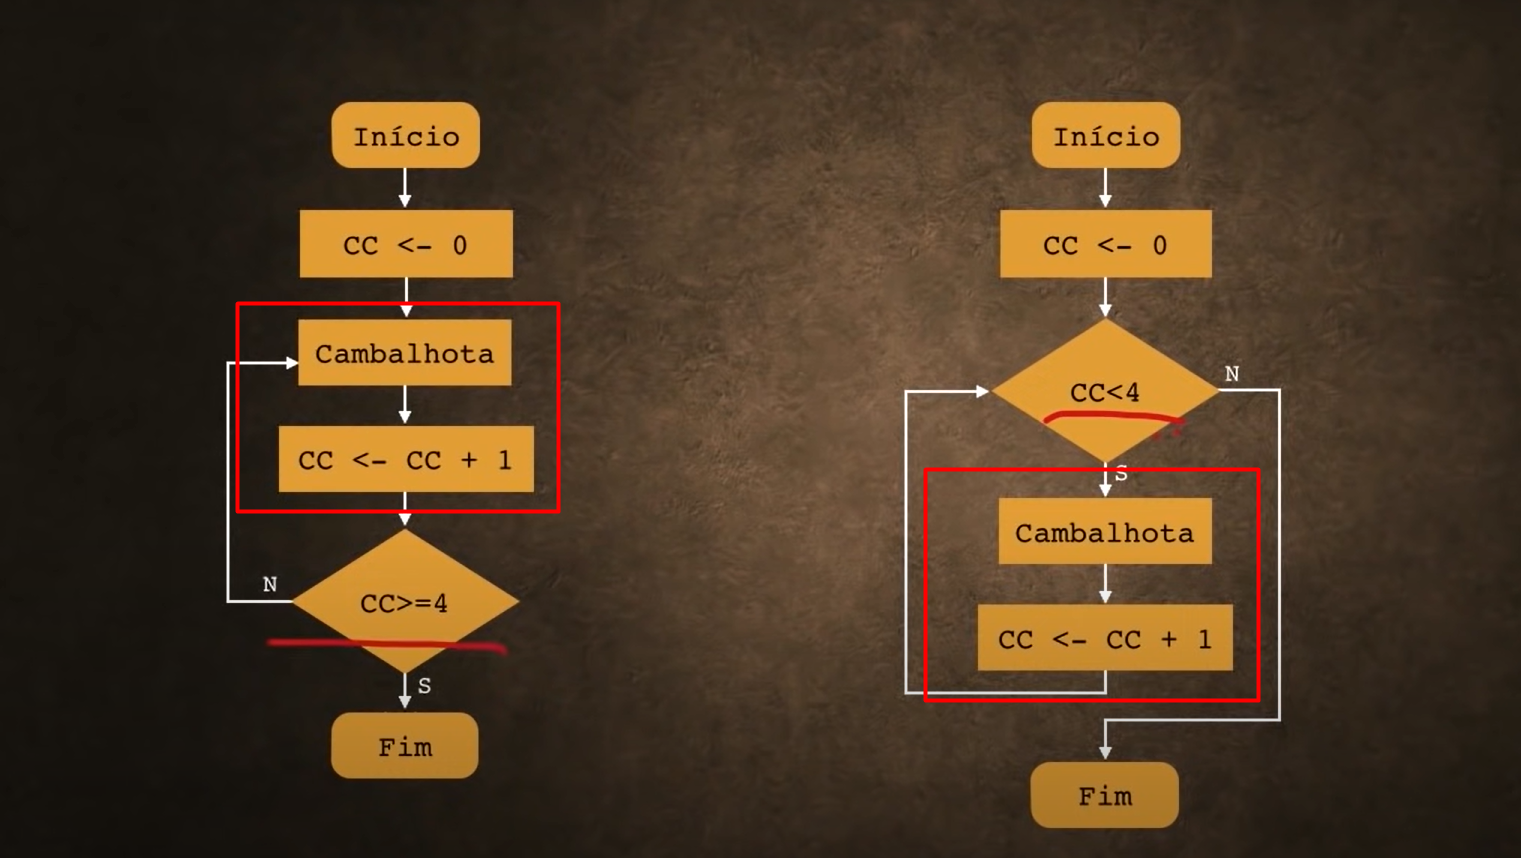 Início
CC <- 0
Cambalhota
CC <- CC + 1
CC>=4
N
S
Fim
Início
CC <- 0
CC<4
N
S
Cambalhota
CC <- CC + 1
Fim